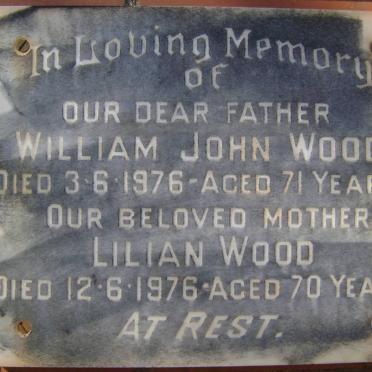 In Loving Memory
of
OUR DEAR FATHER
WILLIAM JOHN WOOD
DIED 3·6·1976-AGED 71 YEAR
OUR BELOVED MOTHER
LILIAN WOOD
DIED 12·6·1976·AGED 70 YEA
AT REST.